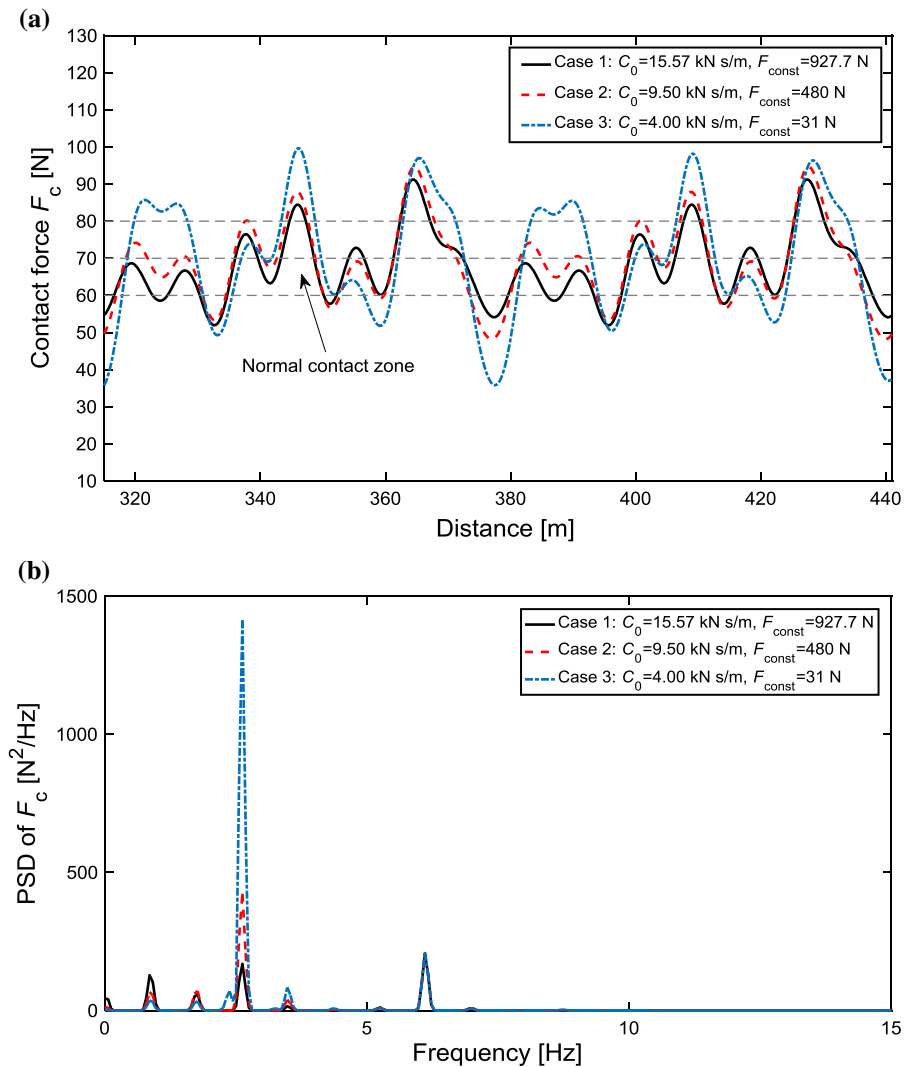 (a)
130
120
110
100
90
80
70
60
50
40
30
20
10
Contact force F_c [N]
Case 1: C_0=15.57 kN s/m, F_const=927.7 N
Case 2: C_0=9.50 kN s/m, F_const=480 N
Case 3: C_0=4.00 kN s/m, F_const=31 N
Normal contact zone
320 340 360 380 400 420 440
Distance [m]
(b)
1500
1000
500
0
PSD of F_c [N^2/Hz]
Case 1: C_0=15.57 kN s/m, F_const=927.7 N
Case 2: C_0=9.50 kN s/m, F_const=480 N
Case 3: C_0=4.00 kN s/m, F_const=31 N
0 5 10 15
Frequency [Hz]